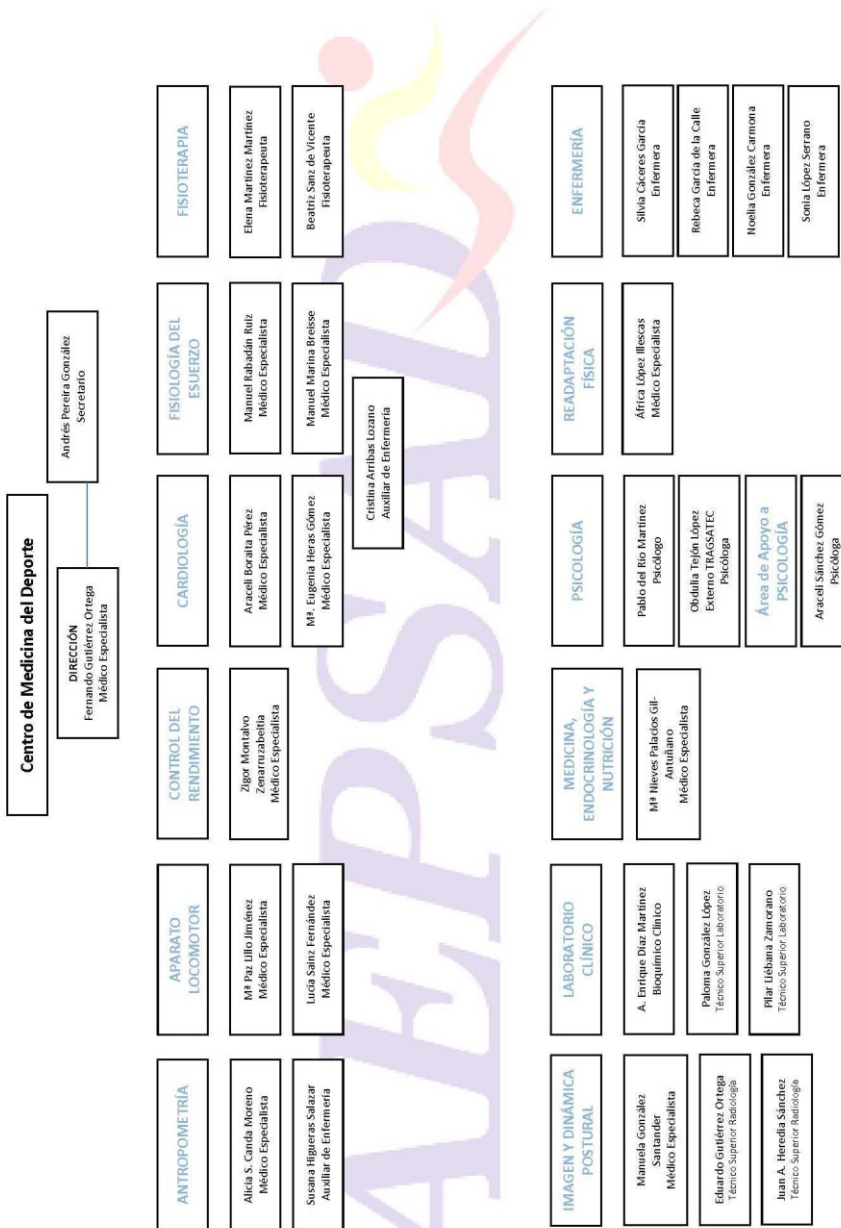 Centro de Medicina del Deporte
DIRECCIÓN
Fernando Gutiérrez Ortega
Médico Especialista
Andrés Pereira González
Secretario
ANTROPOMETRÍA
Alicia S. Canda Moreno
Médico Especialista
Susana Higueras Salazar
Auxiliar de Enfermería
APARATO
LOCOMOTOR
Mª Paz Lillo Jiménez
Médico Especialista
Lucía Sainz Fernández
Médico Especialista
CONTROL DEL
RENDIMIENTO
Zigor Montalvo
Zenarruzabeitia
Médico Especialista
CARDIOLOGÍA
Araceli Boraita Pérez
Médico Especialista
Mª. Eugenia Heras Gómez
Médico Especialista
FISIOLOGÍA DEL
ESUERZO
Manuel Rabadán Ruiz
Médico Especialista
Manuel Marina Breisse
Médico Especialista
Cristina Arribas Lozano
Auxiliar de Enfermería
FISIOTERAPIA
Elena Martínez Martínez
Fisioterapeuta
Beatriz Sanz de Vicente
Fisioterapeuta
IMAGEN Y DINÁMICA
POSTURAL
Manuela González
Santander
Médico Especialista
Eduardo Gutiérrez Ortega
Técnico Superior Radiología
Juan A. Heredia Sánchez
Técnico Superior Radiología
LABORATORIO
CLÍNICO
A. Enrique Díaz Martínez
Bioquímico Clínico
Paloma González López
Técnico Superior Laboratorio
Pilar Liébana Zamorano
Técnico Superior Laboratorio
MEDICINA,
ENDOCRINOLOGÍA Y
NUTRICIÓN
Mª Nieves Palacios Gil-
Antuñano
Médico Especialista
PSICOLOGÍA
Pablo del Río Martínez
Psicólogo
Obdulia Tejón López
Externo TRAGSATEC
Psicóloga
Área de Apoyo a
PSICOLOGÍA
Araceli Sánchez Gómez
Psicóloga
READAPTACIÓN
FÍSICA
África López Illescas
Médico Especialista
ENFERMERÍA
Silvia Cáceres García
Enfermera
Rebeca García de la Calle
Enfermera
Noelia González Carmona
Enfermera
Sonia López Serrano
Enfermera
AEPSAD